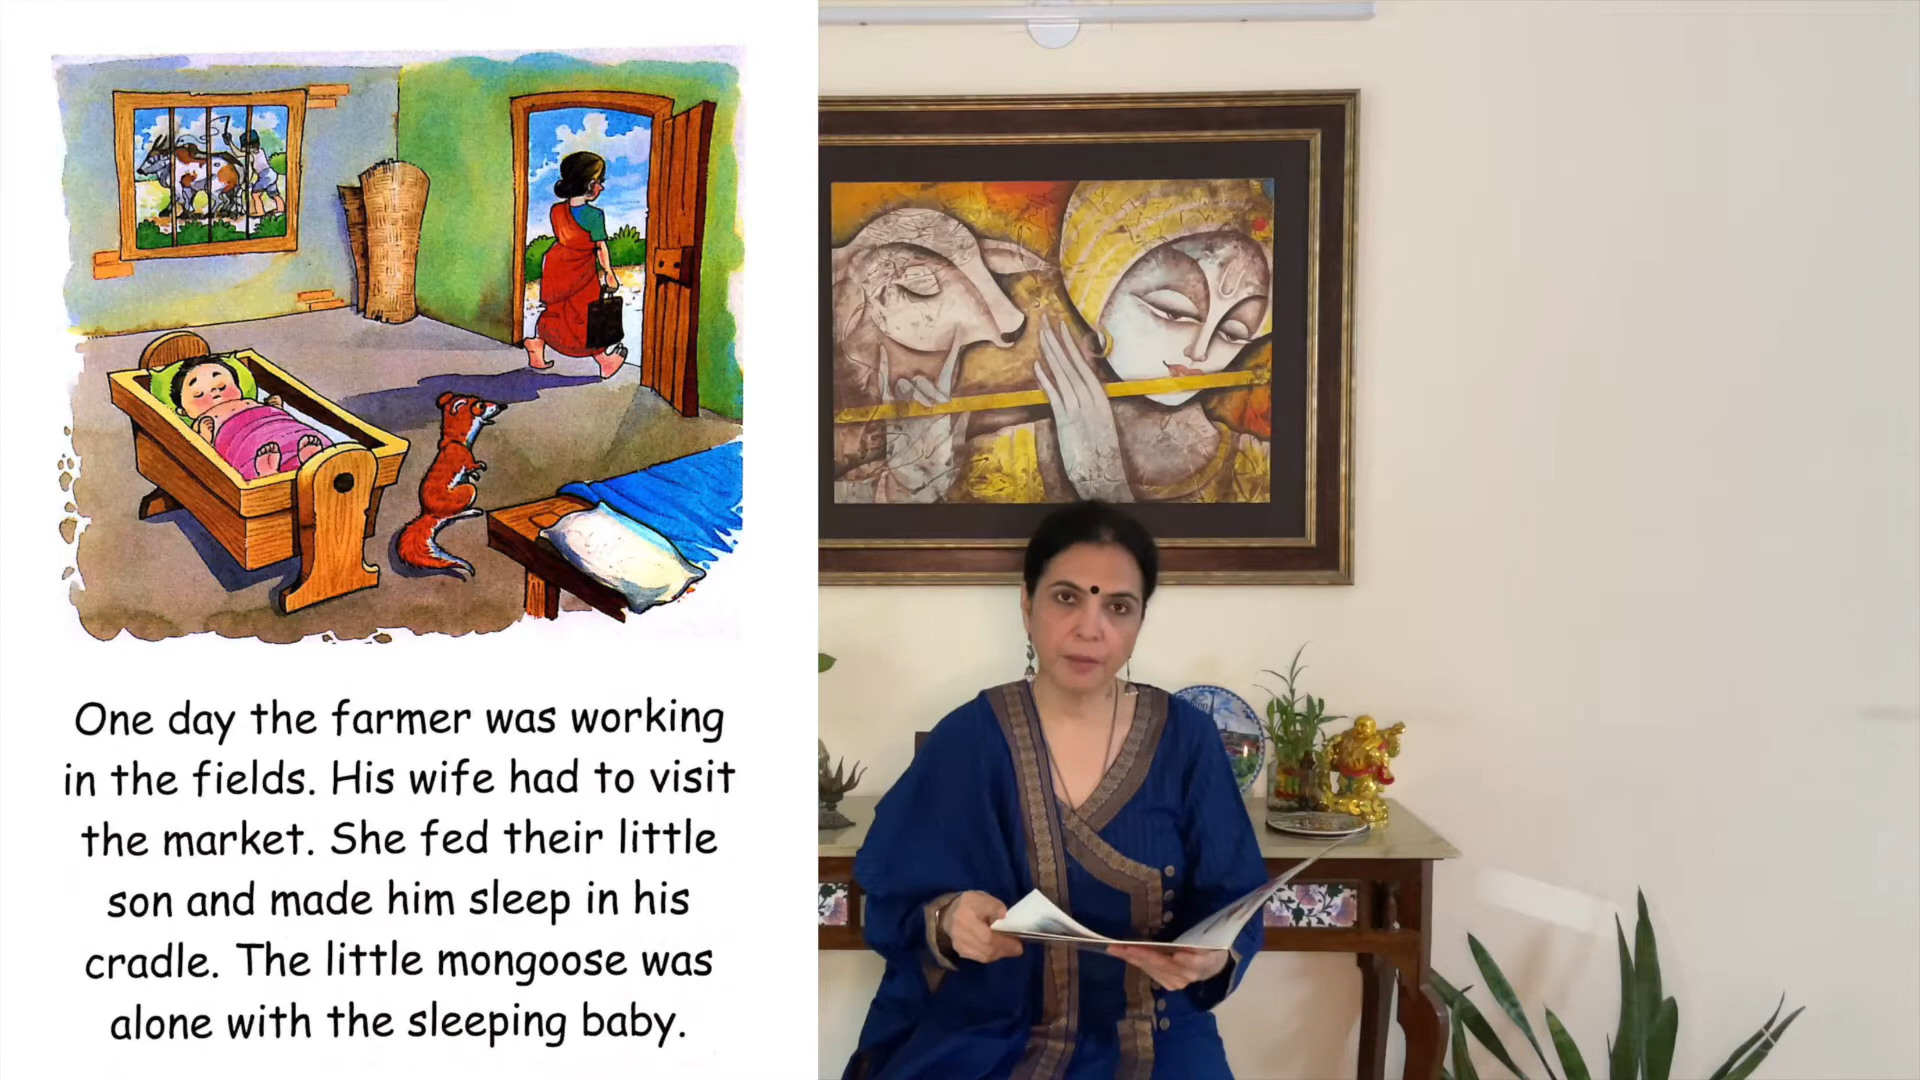 One day the farmer was working
in the fields. His wife had to visit
the market. She fed their little
son and made him sleep in his
cradle. The little mongoose was
alone with the sleeping baby.